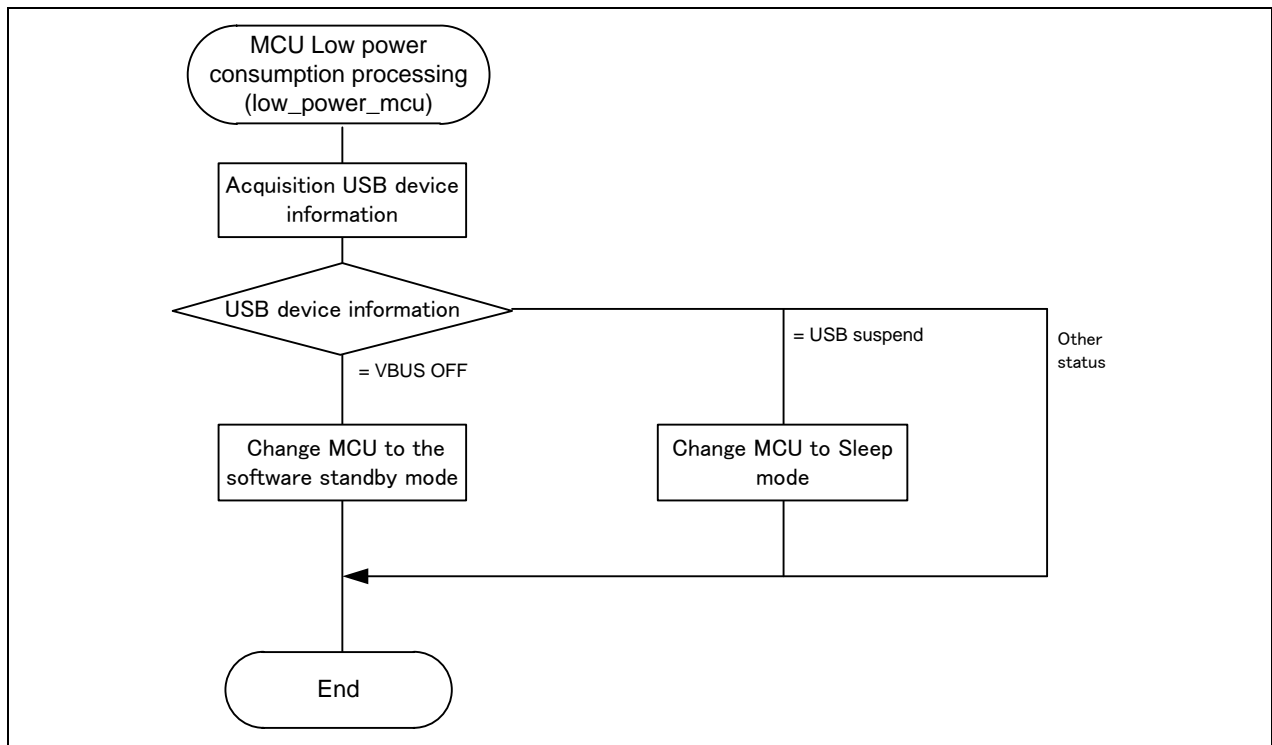 MCU Low power
consumption processing
(low_power_mcu)
Acquisition USB device
information
USB device information
= VBUS OFF
= USB suspend
Other
status
Change MCU to the
software standby mode
Change MCU to Sleep
mode
End